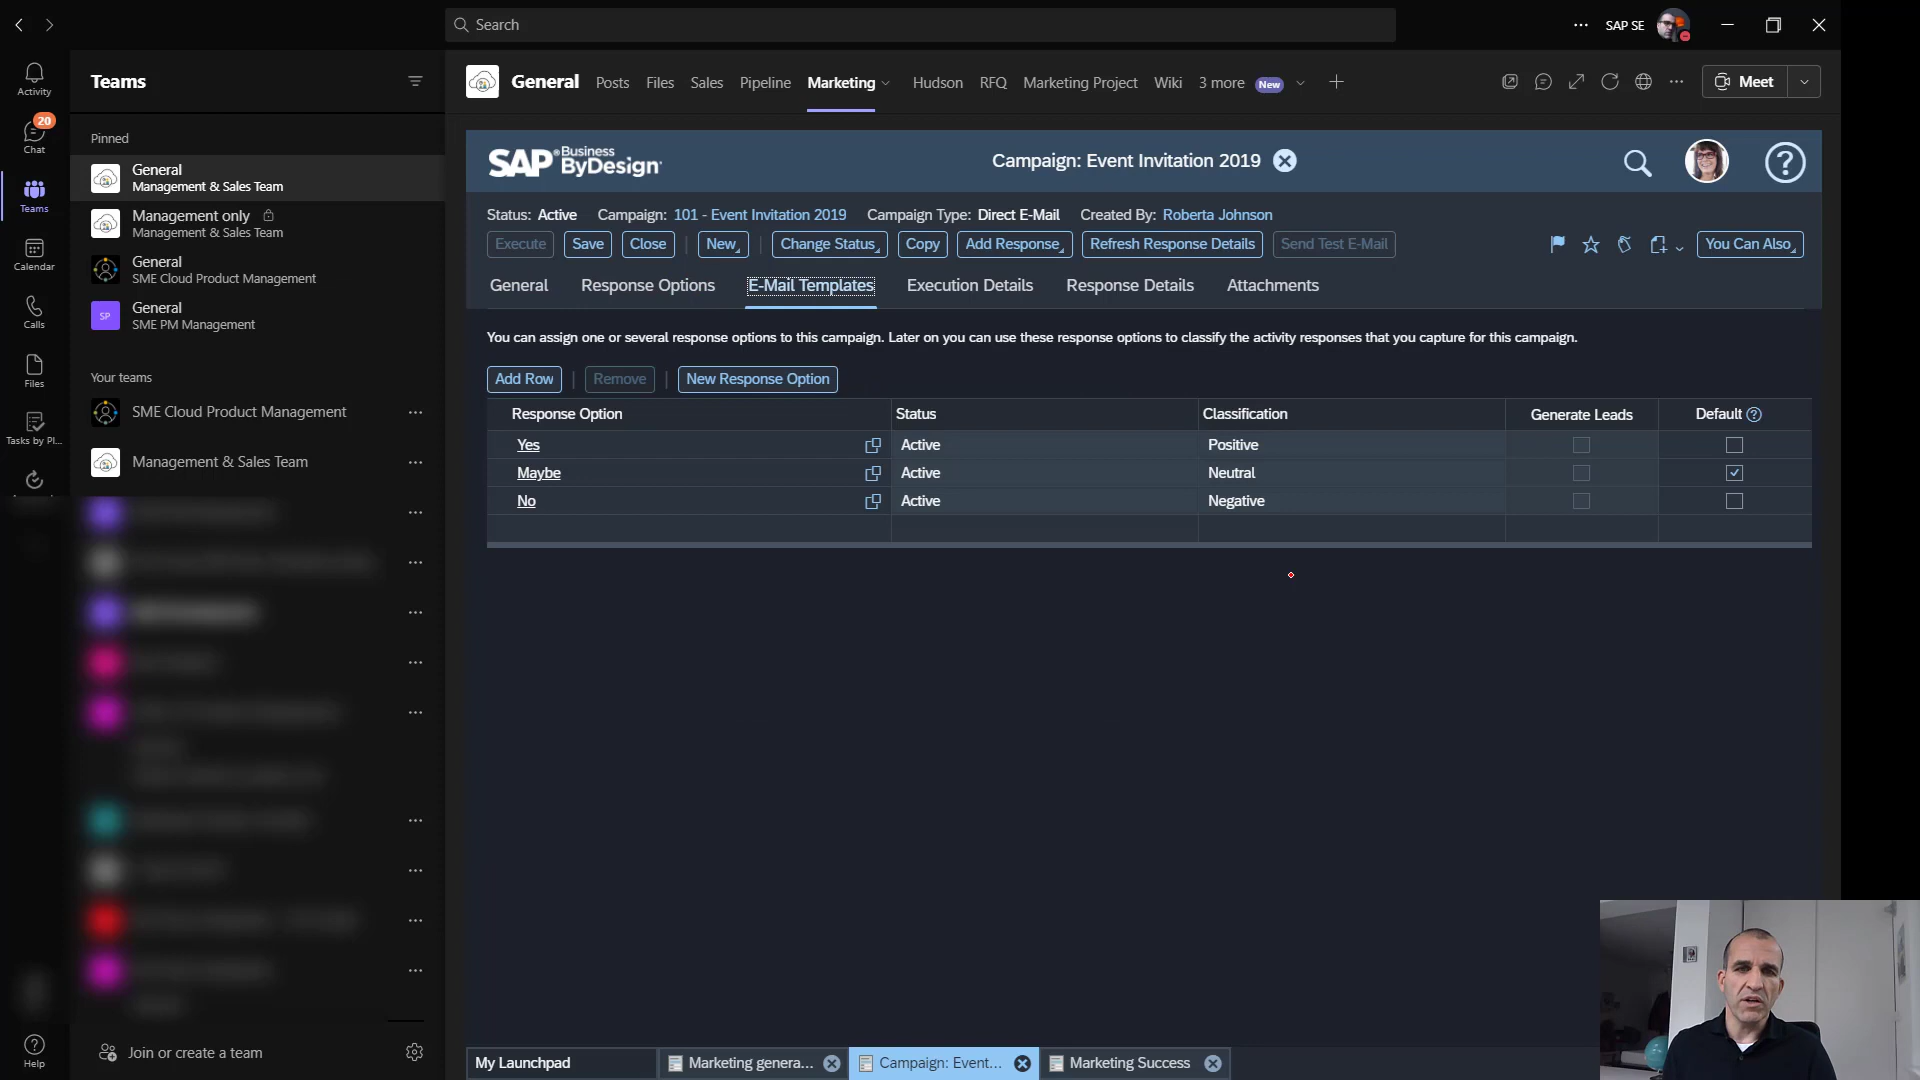 Search
SAP SE
Activity
20
Chat
Teams
Calendar
Calls
Files
Tasks by Pl...
Help
Teams
Pinned
General
Management & Sales Team
Management only
Management & Sales Team
General
SME Cloud Product Management
SP
General
SME PM Management
Your teams
SME Cloud Product Management
Management & Sales Team
Join or create a team
General Posts Files Sales Pipeline Marketing Hudson RFQ Marketing Project Wiki 3 more New
Meet
SAP Business ByDesign
Campaign: Event Invitation 2019
Status: Active Campaign: 101 - Event Invitation 2019 Campaign Type: Direct E-Mail Created By: Roberta Johnson
Execute Save Close New Change Status Copy Add Response Refresh Response Details Send Test E-Mail You Can Also
General Response Options E-Mail Templates Execution Details Response Details Attachments
You can assign one or several response options to this campaign. Later on you can use these response options to classify the activity responses that you capture for this campaign.
Add Row Remove New Response Option
Response Option Status Classification Generate Leads Default
Yes Active Positive
Maybe Active Neutral
No Active Negative
My Launchpad Marketing genera... Campaign: Event... Marketing Success